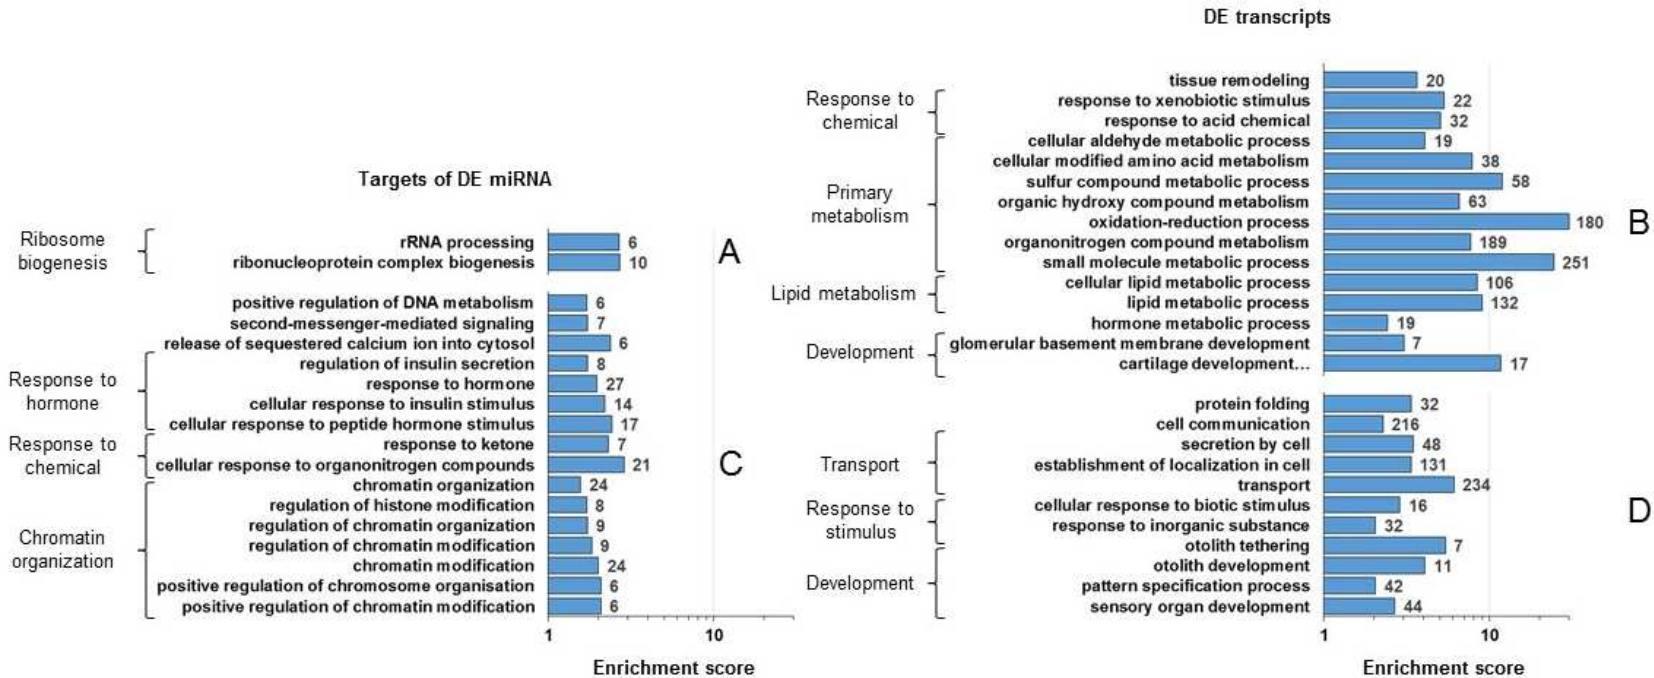 Targets of DE miRNA
Ribosome
biogenesis
rRNA processing 6
ribonucleoprotein complex biogenesis 10
A
positive regulation of DNA metabolism 6
second-messenger-mediated signaling 7
release of sequestered calcium ion into cytosol 6
Response to
hormone
regulation of insulin secretion 8
response to hormone 27
cellular response to insulin stimulus 14
cellular response to peptide hormone stimulus 17
Response to
chemical
response to ketone 7
cellular response to organonitrogen compounds 21
C
Chromatin
organization
chromatin organization 24
regulation of histone modification 8
regulation of chromatin organization 9
regulation of chromatin modification 9
chromatin modification 24
positive regulation of chromosome organisation 6
positive regulation of chromatin modification 6
1 10
Enrichment score
DE transcripts
tissue remodeling 20
Response to
chemical
response to xenobiotic stimulus 22
response to acid chemical 32
Primary
metabolism
cellular aldehyde metabolic process 19
cellular modified amino acid metabolism 38
sulfur compound metabolic process 58
organic hydroxy compound metabolism 63
oxidation-reduction process 180
organonitrogen compound metabolism 189
small molecule metabolic process 251
B
Lipid metabolism
cellular lipid metabolic process 106
lipid metabolic process 132
hormone metabolic process 19
Development
glomerular basement membrane development 7
cartilage development... 17
protein folding 32
cell communication 216
Transport
secretion by cell 48
establishment of localization in cell 131
transport 234
Response to
stimulus
cellular response to biotic stimulus 16
response to inorganic substance 32
D
Development
otolith tethering 7
otolith development 11
pattern specification process 42
sensory organ development 44
1 10
Enrichment score